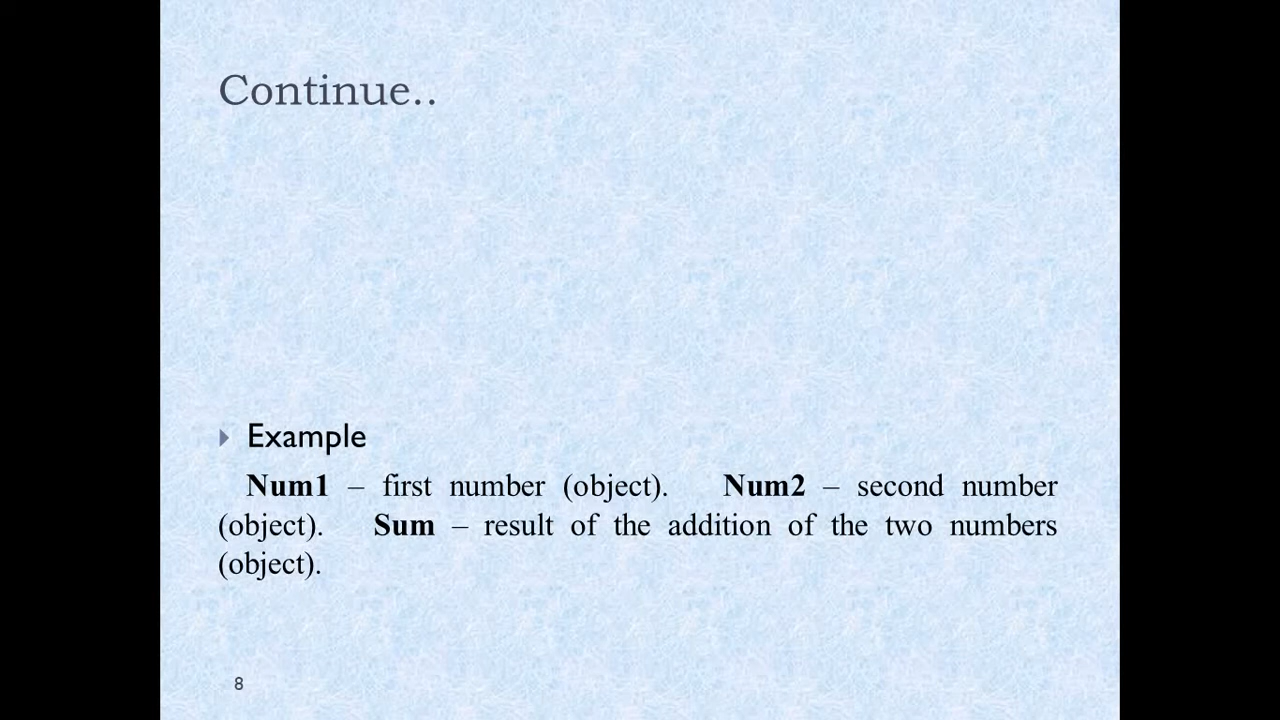 Continue..
Example
Num1 – first number (object). Num2 – second number
(object). Sum – result of the addition of the two numbers
(object).
8